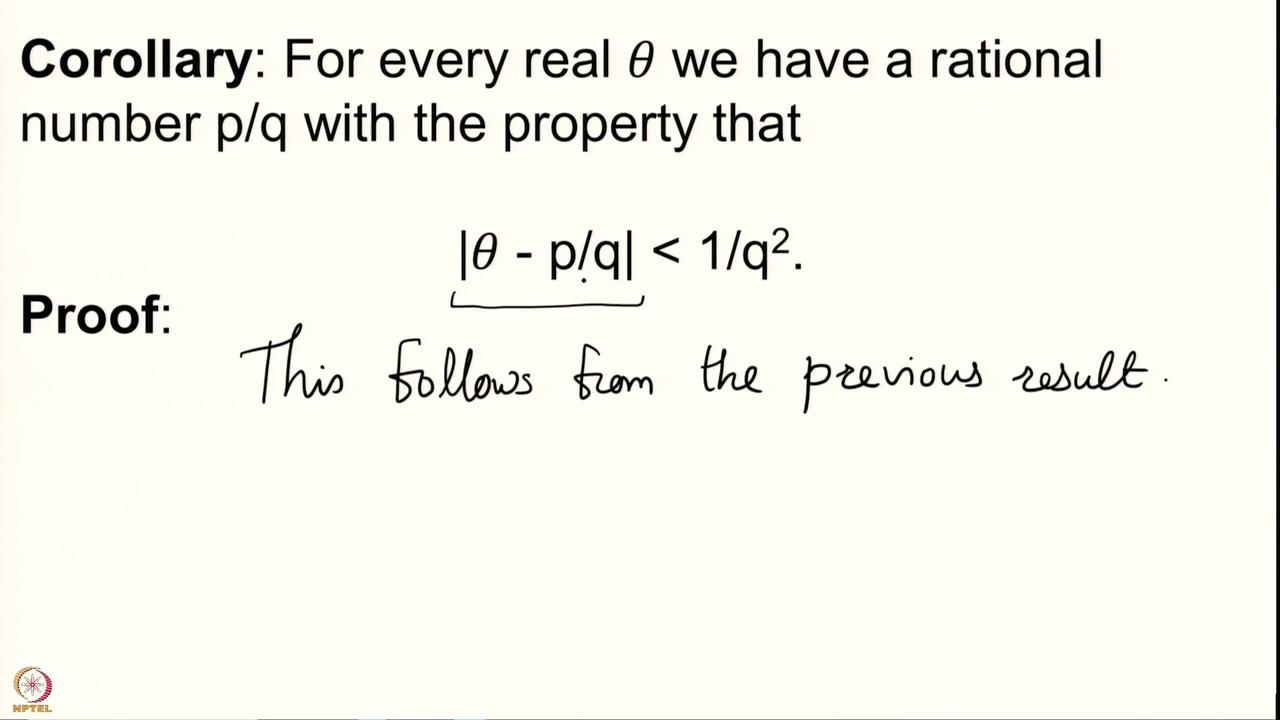 Corollary: For every real θ we have a rational
number p/q with the property that
|θ - p/q| < 1/q².
Proof:
This follows from the previous result.
NPTEL